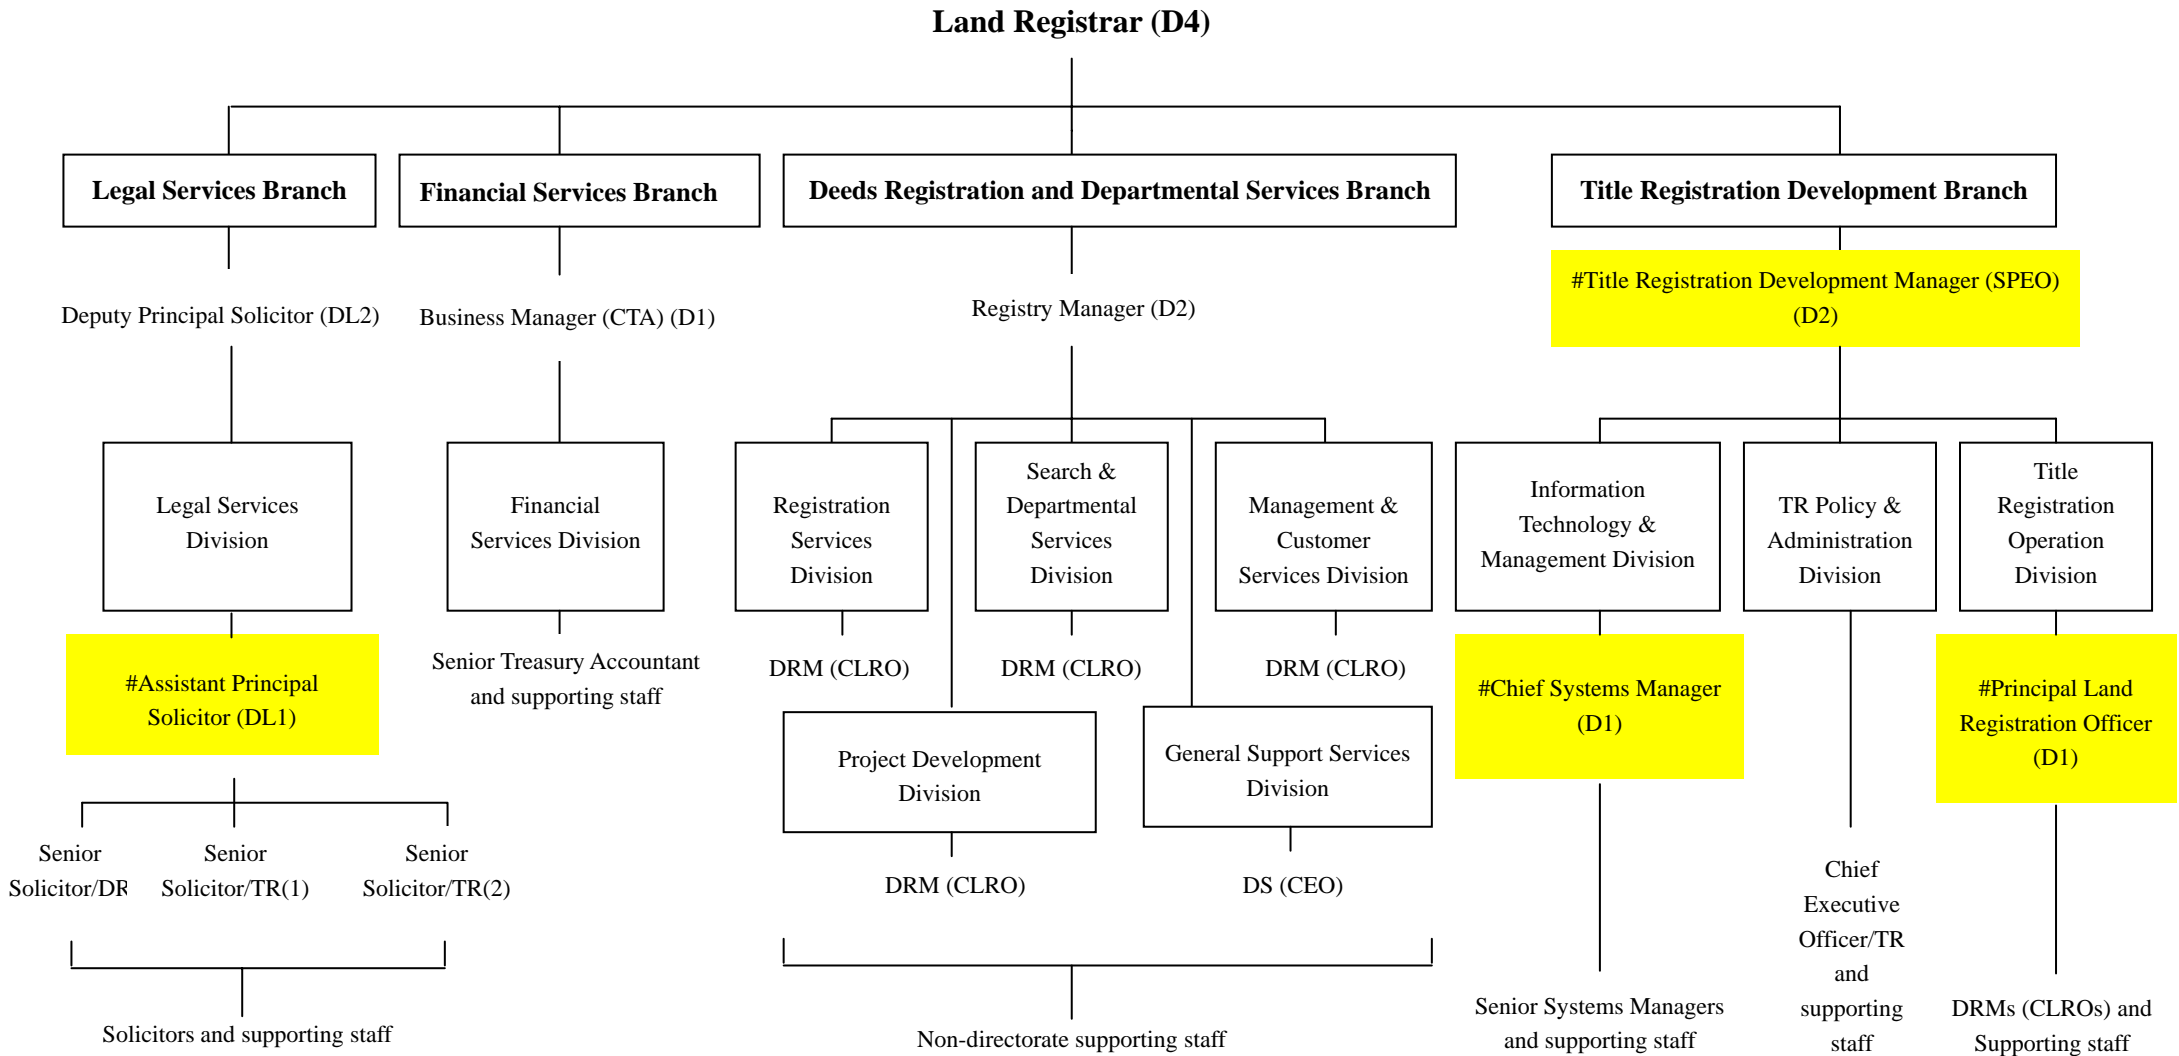 Land Registrar (D4)
Legal Services Branch
Financial Services Branch
Deeds Registration and Departmental Services Branch
Title Registration Development Branch
Deputy Principal Solicitor (DL2)
Business Manager (CTA) (D1)
Registry Manager (D2)
#Title Registration Development Manager (SPEO)
(D2)
Legal Services
Division
Financial
Services Division
Registration
Services
Division
Search &
Departmental
Services
Division
Management &
Customer
Services Division
Information
Technology &
Management Division
TR Policy &
Administration
Division
Title
Registration
Operation
Division
#Assistant Principal
Solicitor (DL1)
Senior Treasury Accountant
and supporting staff
DRM (CLRO)
DRM (CLRO)
DRM (CLRO)
#Chief Systems Manager
(D1)
#Principal Land
Registration Officer
(D1)
Project Development
Division
General Support Services
Division
Senior
Solicitor/DR
Senior
Solicitor/TR(1)
Senior
Solicitor/TR(2)
DRM (CLRO)
DS (CEO)
Chief
Executive
Officer/TR
and
supporting
staff
Solicitors and supporting staff
Non-directorate supporting staff
Senior Systems Managers
and supporting staff
DRMs (CLROs) and
Supporting staff